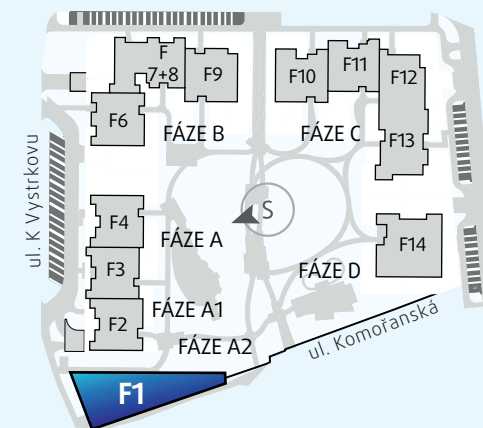 F
7+8
F9
F10
F11
F12
F6
FÁZE B
FÁZE C
F13
ul. K Vystrkovu
F4
S
FÁZE A
F14
F3
FÁZE D
FÁZE A1
F2
FÁZE A2
ul. Komořanská
F1